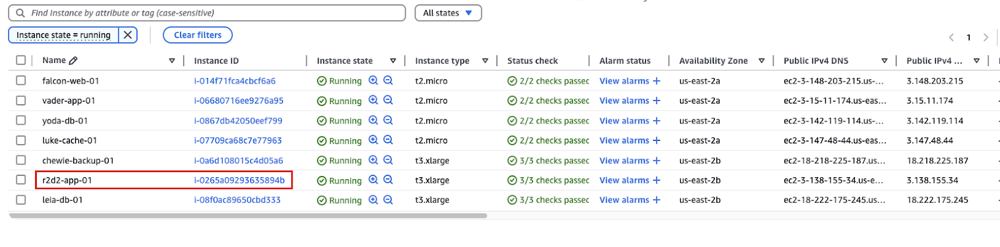 Find Instance by attribute or tag (case-sensitive) All states
Instance state = running Clear filters 1
Name Instance ID Instance state Instance type Status check Alarm status Availability Zone Public IPv4 DNS Public IPv4 ...
falcon-web-01 i-014f71fca4cbcf6a6 Running t2.micro 2/2 checks passec View alarms + us-east-2a ec2-3-148-203-215.us-... 3.148.203.215
vader-app-01 i-06680716ee9276a95 Running t2.micro 2/2 checks passec View alarms + us-east-2a ec2-3-15-11-174.us-eas... 3.15.11.174
yoda-db-01 i-0867db42050eef799 Running t2.micro 2/2 checks passec View alarms + us-east-2a ec2-3-142-119-114.us-... 3.142.119.114
luke-cache-01 i-07709ca68c7e77963 Running t2.micro 2/2 checks passec View alarms + us-east-2a ec2-3-147-48-44.us-eas... 3.147.48.44
chewie-backup-01 i-0a6d108015c4d05a6 Running t3.xlarge 3/3 checks passec View alarms + us-east-2b ec2-18-218-225-187.us... 18.218.225.187
r2d2-app-01 i-0265a09293635894b Running t3.xlarge 3/3 checks passec View alarms + us-east-2b ec2-3-138-155-34.us-e... 3.138.155.34
leia-db-01 i-08f0ac89650cbd333 Running t3.xlarge 3/3 checks passec View alarms + us-east-2b ec2-18-222-175-245.us... 18.222.175.245